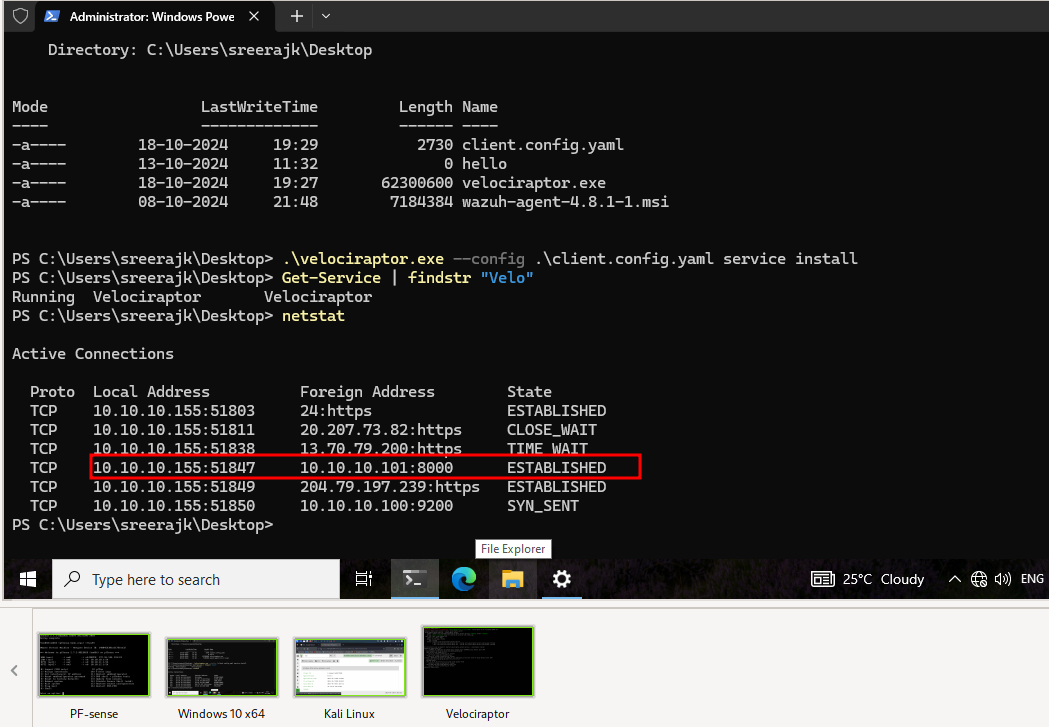 Administrator: Windows Powe
Directory: C:\Users\sreerajk\Desktop
Mode LastWriteTime Length Name
---- ------------- ------ ----
-a---- 18-10-2024 19:29 2730 client.config.yaml
-a---- 13-10-2024 11:32 0 hello
-a---- 18-10-2024 19:27 62300600 velociraptor.exe
-a---- 08-10-2024 21:48 7184384 wazuh-agent-4.8.1-1.msi
PS C:\Users\sreerajk\Desktop> .\velociraptor.exe --config .\client.config.yaml service install
PS C:\Users\sreerajk\Desktop> Get-Service | findstr "Velo"
Running Velociraptor Velociraptor
PS C:\Users\sreerajk\Desktop> netstat
Active Connections
Proto Local Address Foreign Address State
TCP 10.10.10.155:51803 24:https ESTABLISHED
TCP 10.10.10.155:51811 20.207.73.82:https CLOSE_WAIT
TCP 10.10.10.155:51838 13.70.79.200:https TIME_WAIT
TCP 10.10.10.155:51847 10.10.10.101:8000 ESTABLISHED
TCP 10.10.10.155:51849 204.79.197.239:https ESTABLISHED
TCP 10.10.10.155:51850 10.10.10.100:9200 SYN_SENT
PS C:\Users\sreerajk\Desktop>
File Explorer
Type here to search 25°C Cloudy ENG
PF-sense Windows 10 x64 Kali Linux Velociraptor